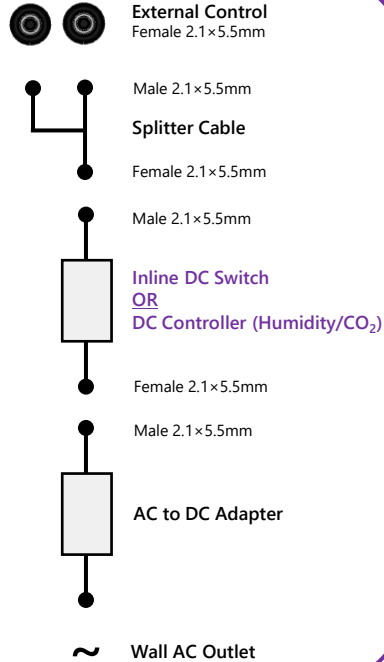 External Control
Female 2.1×5.5mm
Male 2.1×5.5mm
Splitter Cable
Female 2.1×5.5mm
Male 2.1×5.5mm
Inline DC Switch
OR
DC Controller (Humidity/CO₂)
Female 2.1×5.5mm
Male 2.1×5.5mm
AC to DC Adapter
~ Wall AC Outlet